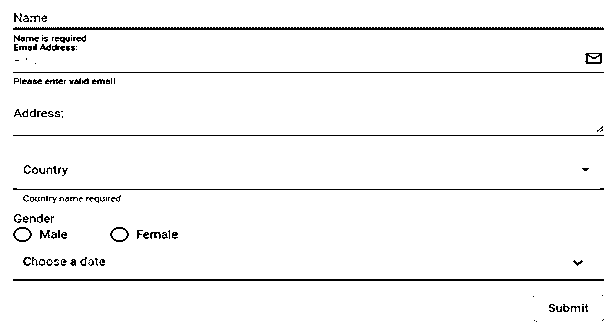 Name
Name is required
Email Address:
Please enter valid email
Address:
Country
Country name required
Gender
Male Female
Choose a date
Submit